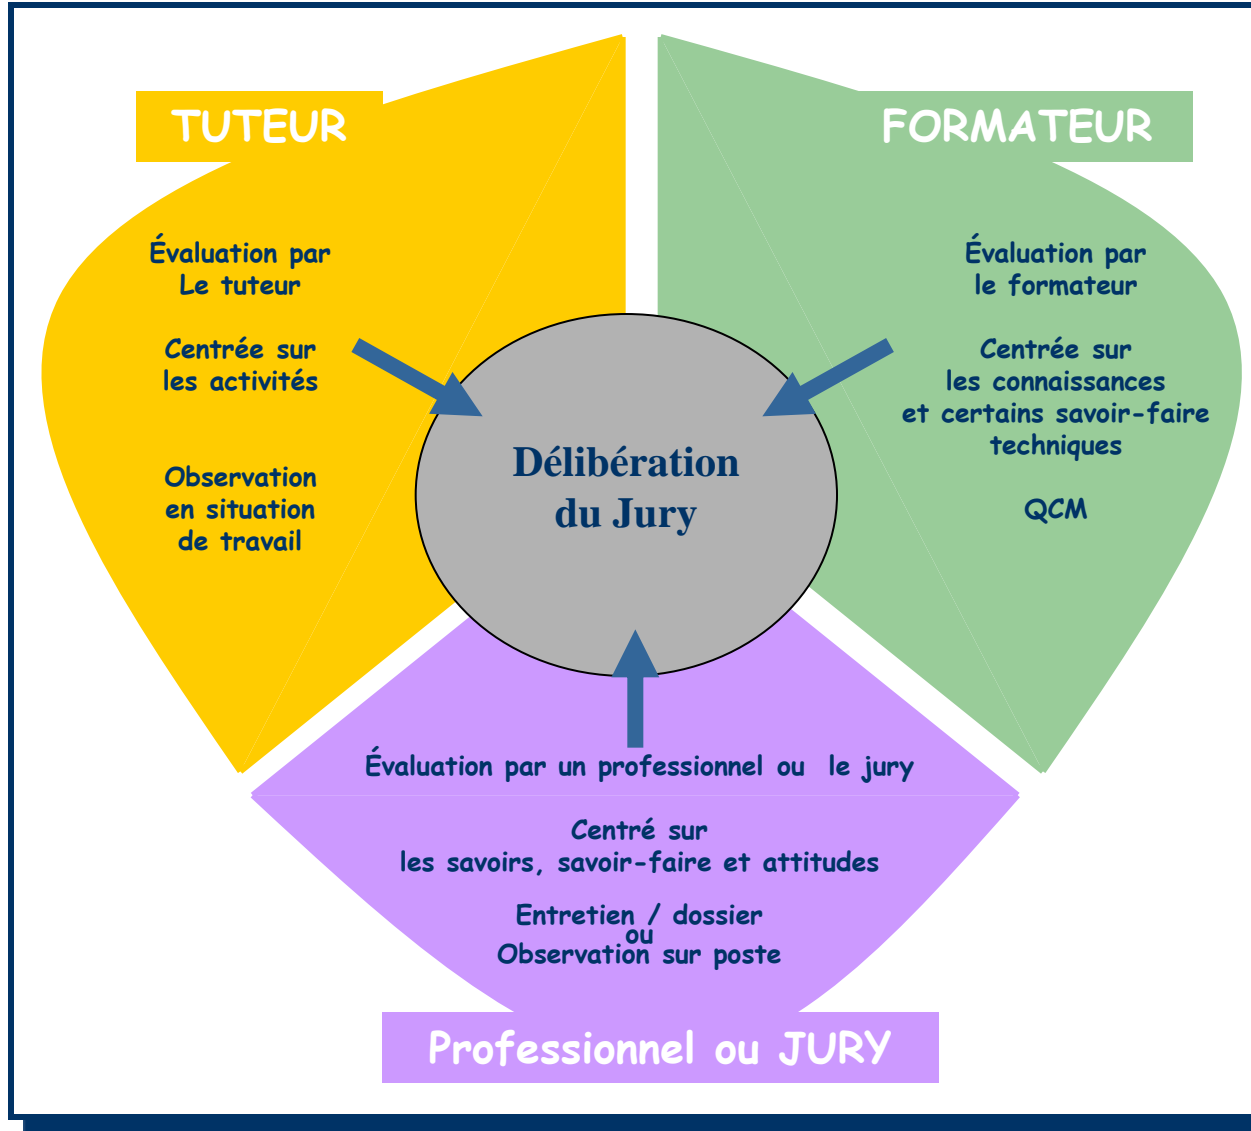 TUTEUR
Évaluation par
Le tuteur
Centrée sur
les activités
Observation
en situation
de travail
FORMATEUR
Évaluation par
le formateur
Centrée sur
les connaissances
et certains savoir-faire
techniques
QCM
Délibération
du Jury
Évaluation par un professionnel ou  le jury
Centré sur
les savoirs, savoir-faire et attitudes
Entretien / dossier
ou
Observation sur poste
Professionnel ou JURY